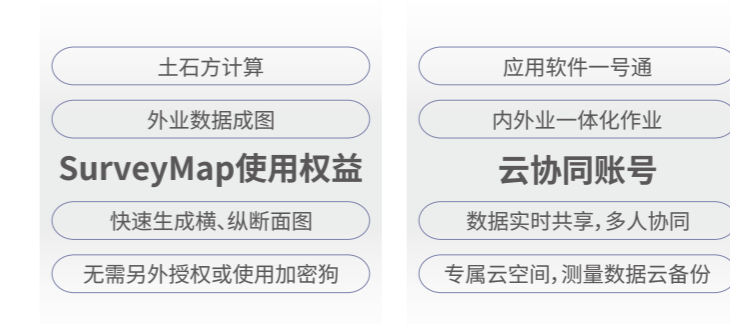 土石方计算
外业数据成图
SurveyMap使用权益
快速生成横、纵断面图
无需另外授权或使用加密狗
应用软件一号通
内外业一体化作业
云协同账号
数据实时共享,多人协同
专属云空间,测量数据云备份